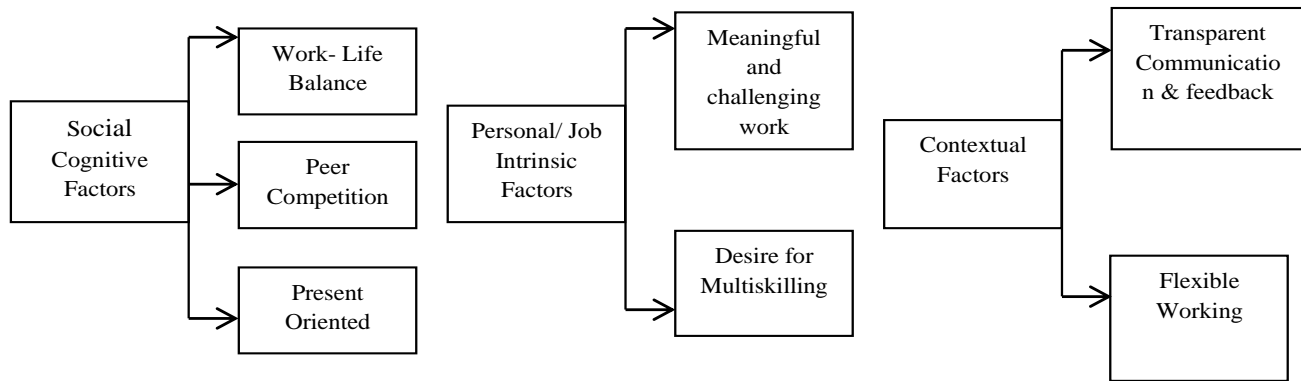 Social
Cognitive
Factors
Work- Life
Balance
Peer
Competition
Present
Oriented
Personal/ Job
Intrinsic
Factors
Meaningful
and
challenging
work
Desire for
Multiskilling
Contextual
Factors
Transparent
Communicatio
n & feedback
Flexible
Working